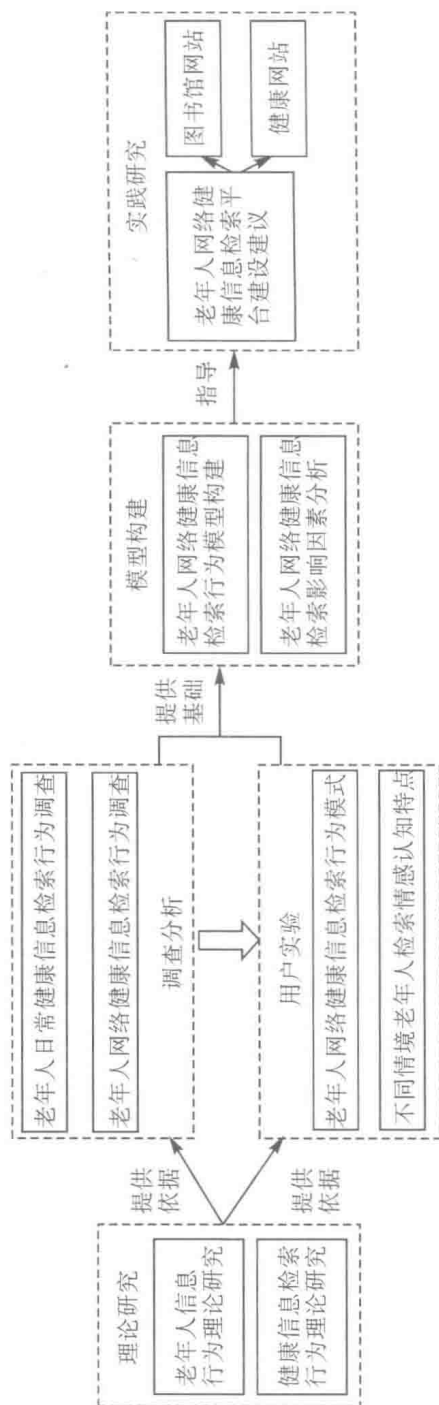 理论研究
老年人信息
行为理论研究
健康信息检索
行为理论研究
提供
依据
提供
依据
老年人日常健康信息检索行为调查
老年人网络健康信息检索行为调查
调查分析
用户实验
老年人网络健康信息检索行为模式
不同情境老年人检索情感认知特点
提供
基础
模型构建
老年人网络健康信息
检索行为模型构建
老年人网络健康信息
检索影响因素分析
指导
实践研究
老年人网络健
康信息检索平
台建设建议
图书馆网站
健康网站